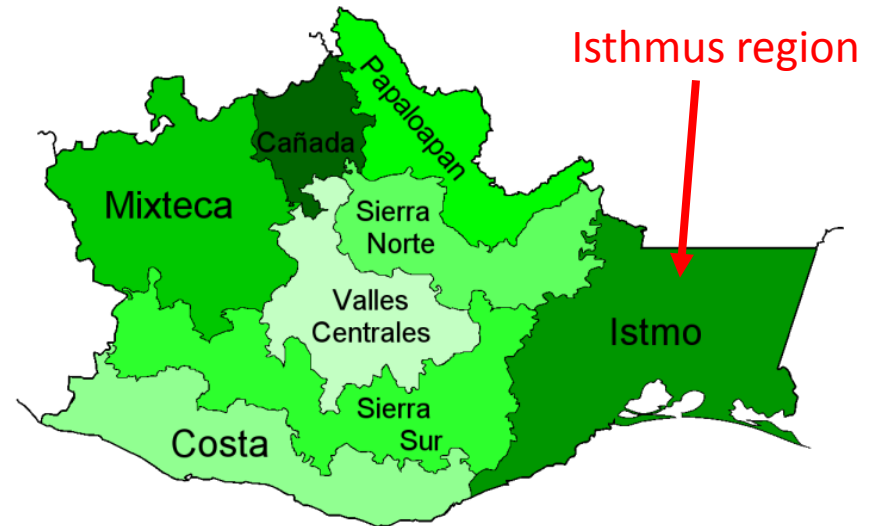 Isthmus region
Papaloapan
Cañada
Mixteca
Sierra
Norte
Valles
Centrales
Istmo
Sierra
Sur
Costa